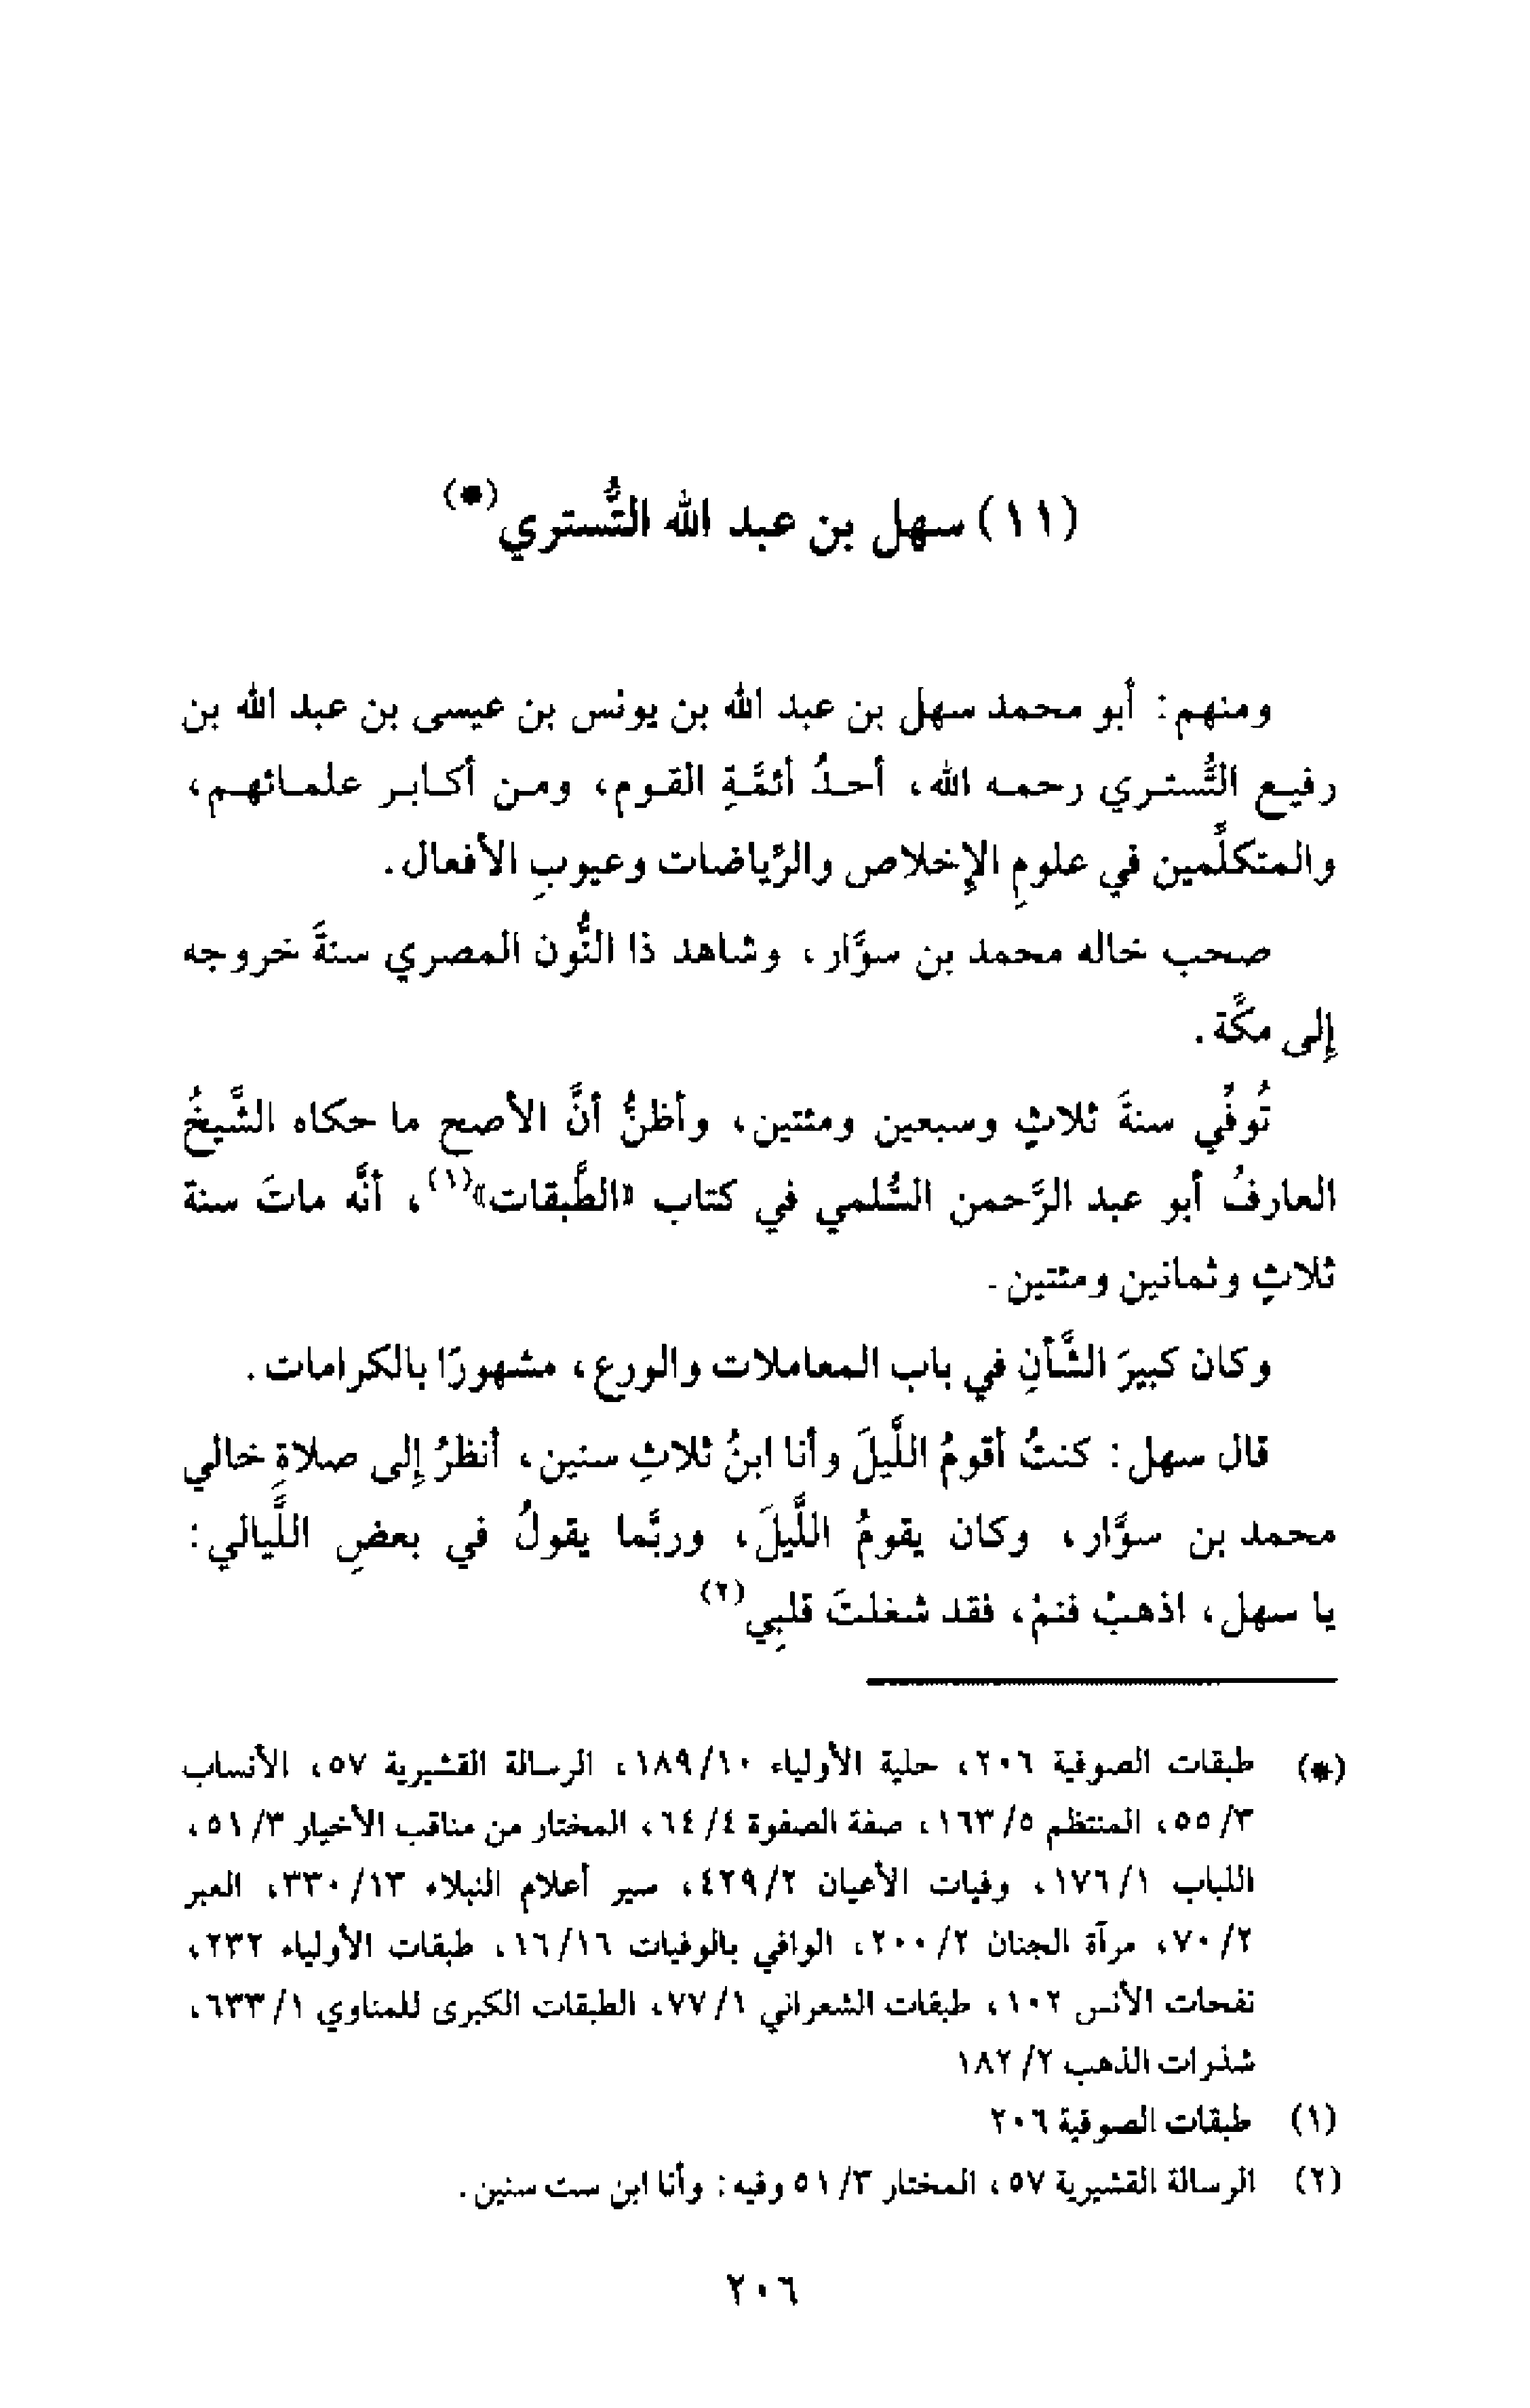 (١١) سهل بن عبد الله التُّستري(*)
ومنهم: أبو محمد سهل بن عبد الله بن يونس بن عيسى بن عبد الله بن
رفيع التُّستري رحمه الله، أحدُ أئمَّةِ القوم، ومن أكابر علمائهم،
والمتكلِّمين في علومِ الإخلاص والرِّياضات وعيوبِ الأفعال.
صحب خاله محمد بن سوَّار، وشاهد ذا النُّون المصري سنةَ خروجه
إلى مكَّة.
تُوفِّي سنةَ ثلاثٍ وسبعين ومئتين، وأظنُّ أنَّ الأصح ما حكاه الشَّيخُ
العارفُ أبو عبد الرَّحمن السُّلمي في كتاب «الطَّبقات»(١)، أنَّه ماتَ سنة
ثلاثٍ وثمانين ومئتين.
وكان كبيرَ الشَّأنِ في باب المعاملات والورع، مشهورًا بالكرامات.
قال سهل: كنتُ أقومُ اللَّيلَ وأنا ابنُ ثلاثِ سنين، أنظرُ إلى صلاةِ خالي
محمد بن سوَّار، وكان يقومُ اللَّيلَ، وربَّما يقولُ في بعضِ اللَّيالي:
يا سهل، اذهبْ فنمْ، فقد شغلتَ قلبِي(٢)
(*) طبقات الصوفية ٢٠٦، حلية الأولياء ١٨٩/١٠، الرسالة القشيرية ٥٧، الأنساب
٥٥/٣، المنتظم ١٦٣/٥، صفة الصفوة ٦٤/٤، المختار من مناقب الأخيار ٥١/٣،
اللباب ١٧٦/١، وفيات الأعيان ٤٢٩/٢، سير أعلام النبلاء ٣٣٠/١٣، العبر
٧٠/٢، مرآة الجنان ٢٠٠/٢، الوافي بالوفيات ١٦/١٦، طبقات الأولياء ٢٣٢،
نفحات الأنس ١٠٢، طبقات الشعراني ٧٧/١، الطبقات الكبرى للمناوي ٦٣٣/١،
شذرات الذهب ١٨٢/٢
(١) طبقات الصوفية ٢٠٦
(٢) الرسالة القشيرية ٥٧، المختار ٥١/٣ وفيه: وأنا ابن ست سنين.
٢٠٦